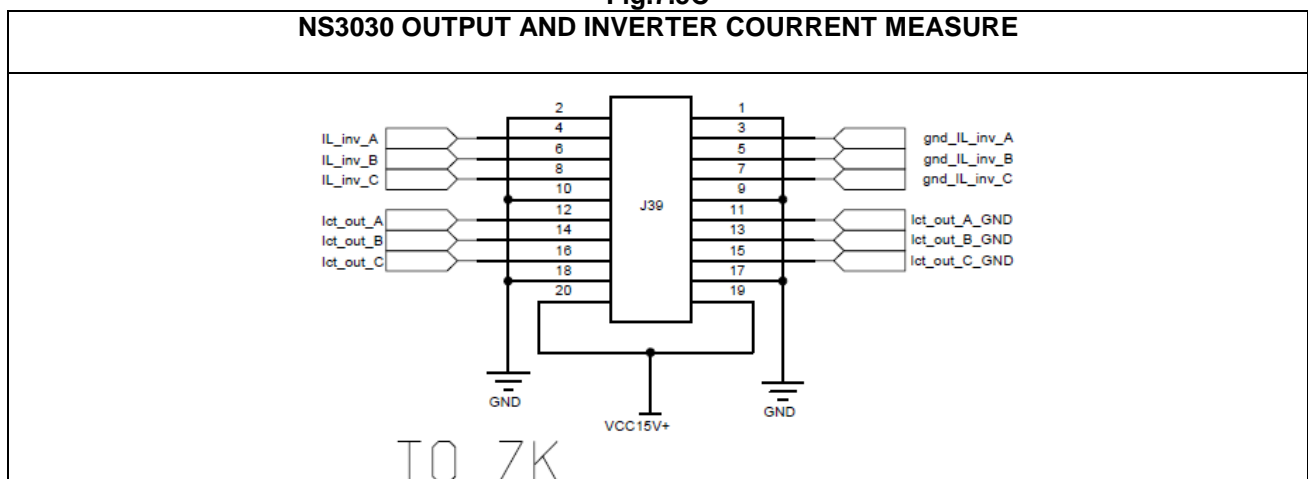 NS3030 OUTPUT AND INVERTER COURRENT MEASURE
2 1
IL_inv_A 4 3 gnd_IL_inv_A
IL_inv_B 6 5 gnd_IL_inv_B
IL_inv_C 8 7 gnd_IL_inv_C
10 9
J39
Ict_out_A 12 11 Ict_out_A_GND
Ict_out_B 14 13 Ict_out_B_GND
Ict_out_C 16 15 Ict_out_C_GND
18 17
20 19
GND GND
VCC15V+
TO 7K